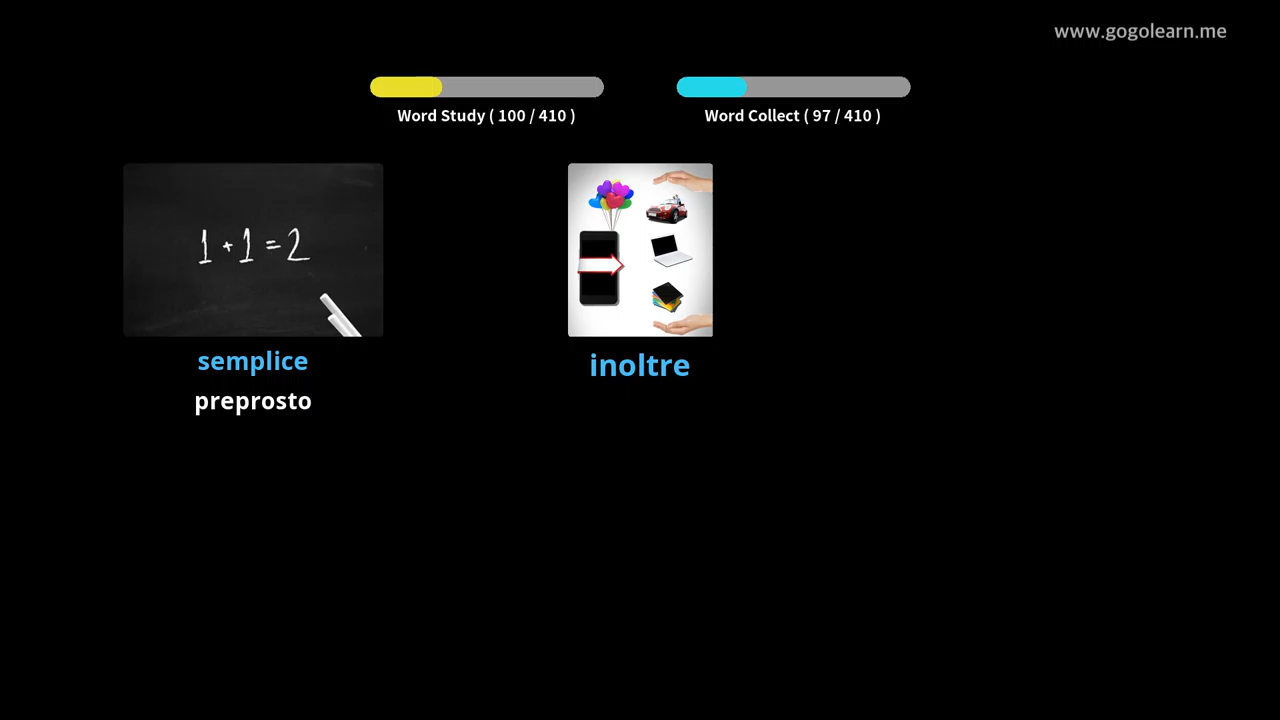 www.gogolearn.me
Word Study ( 100 / 410 )
Word Collect ( 97 / 410 )
1 + 1 = 2
semplice
preprosto
inoltre